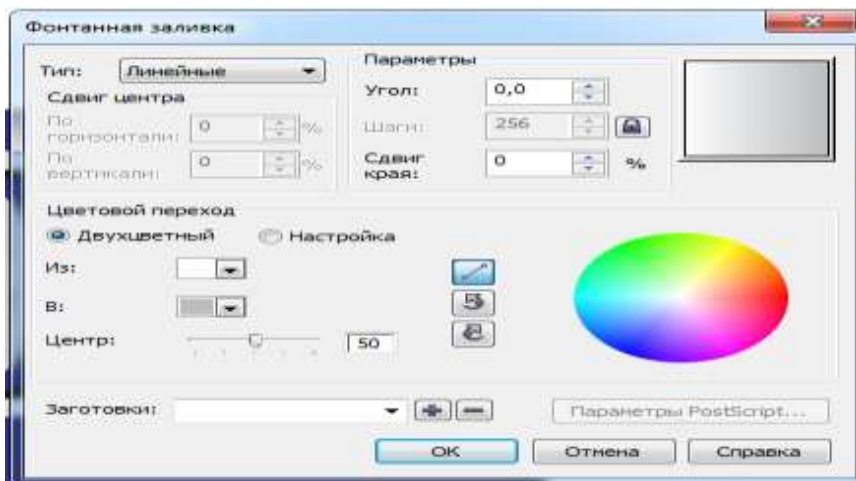 Фонтанная заливка
Тип: Линейные
Сдвиг центра
По горизонтали: 0 %
По вертикали: 0 %
Параметры
Угол: 0,0
Шаги: 256
Сдвиг края: 0 %
Цветовой переход
Двухцветный Настройка
Из:
В:
Центр: 50
Заготовки:
Параметры PostScript...
OK Отмена Справка